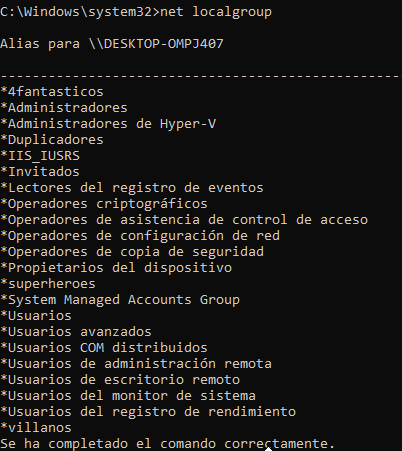 C:\Windows\system32>net localgroup
Alias para \\DESKTOP-OMPJ407
-------------------------------------------------
*4fantasticos
*Administradores
*Administradores de Hyper-V
*Duplicadores
*IIS_IUSRS
*Invitados
*Lectores del registro de eventos
*Operadores criptográficos
*Operadores de asistencia de control de acceso
*Operadores de configuración de red
*Operadores de copia de seguridad
*Propietarios del dispositivo
*superheroes
*System Managed Accounts Group
*Usuarios
*Usuarios avanzados
*Usuarios COM distribuidos
*Usuarios de administración remota
*Usuarios de escritorio remoto
*Usuarios del monitor de sistema
*Usuarios del registro de rendimiento
*villanos
Se ha completado el comando correctamente.